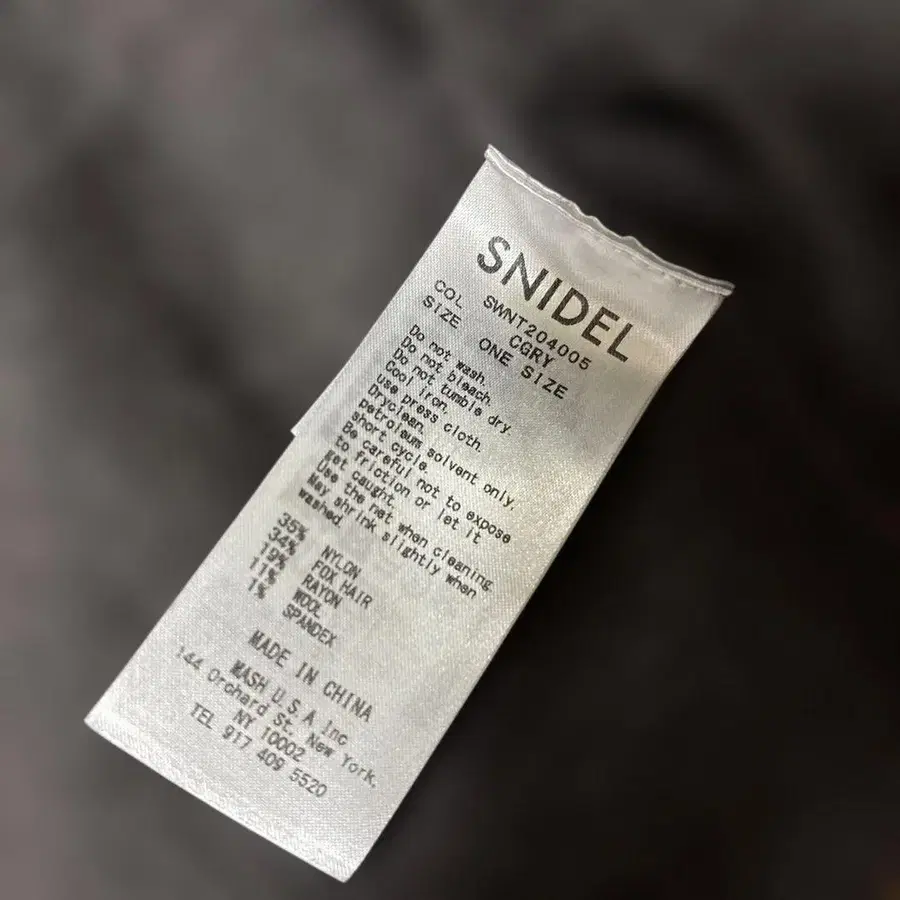 SNIDEL
SWNT204005
COL CGRY
SIZE ONE SIZE
Do not wash.
Do not bleach.
Do not tumble dry.
Cool iron.
use press cloth.
Dryclean.
petroleum solvent only.
short cycle.
Be careful not to expose
to friction or let it
get caught.
Use the net when cleaning.
May shrink slightly when
washed.
35% NYLON
34% FOX HAIR
19% RAYON
11% WOOL
1% SPANDEX
MADE IN CHINA
MASH U.S.A Inc
144 Orchard St. New York,
NY 10002
TEL 917 409 5520